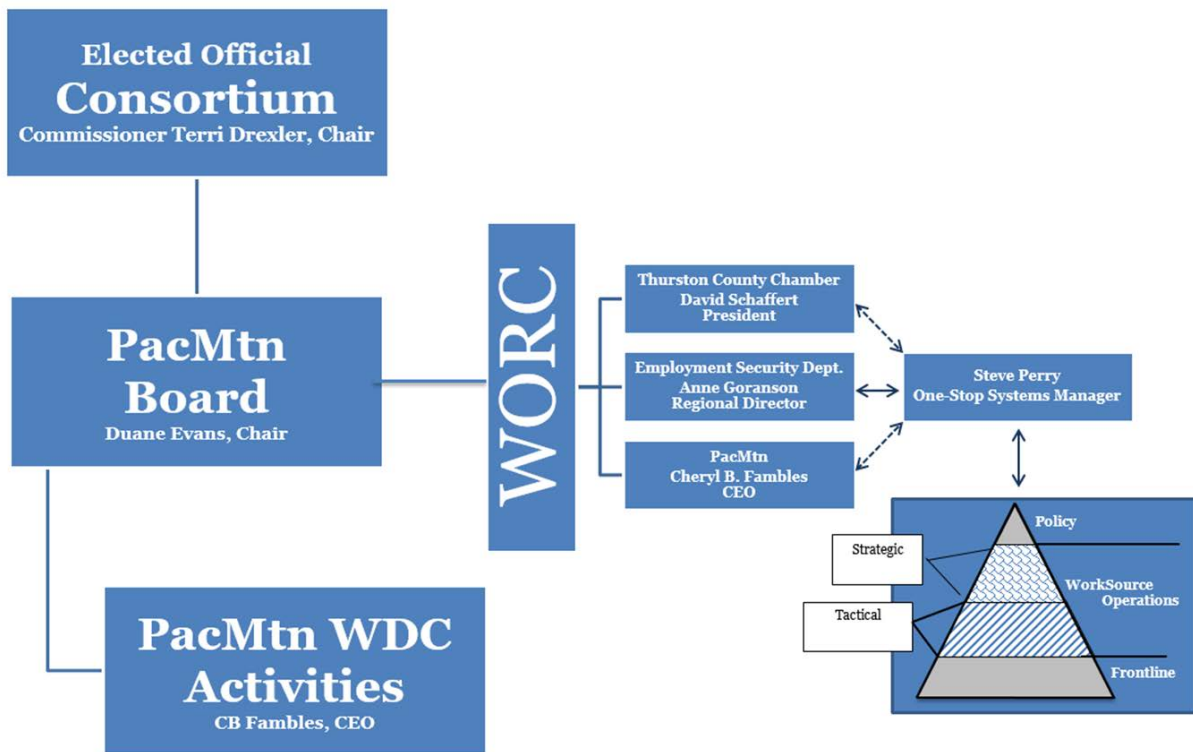 Elected Official
Consortium
Commissioner Terri Drexler, Chair
PacMtn
Board
Duane Evans, Chair
PacMtn WDC
Activities
CB Fambles, CEO
WORC
Thurston County Chamber
David Schaffert
President
Employment Security Dept.
Anne Goranson
Regional Director
PacMtn
Cheryl B. Fambles
CEO
Steve Perry
One-Stop Systems Manager
Policy
Strategic
WorkSource
Operations
Tactical
Frontline